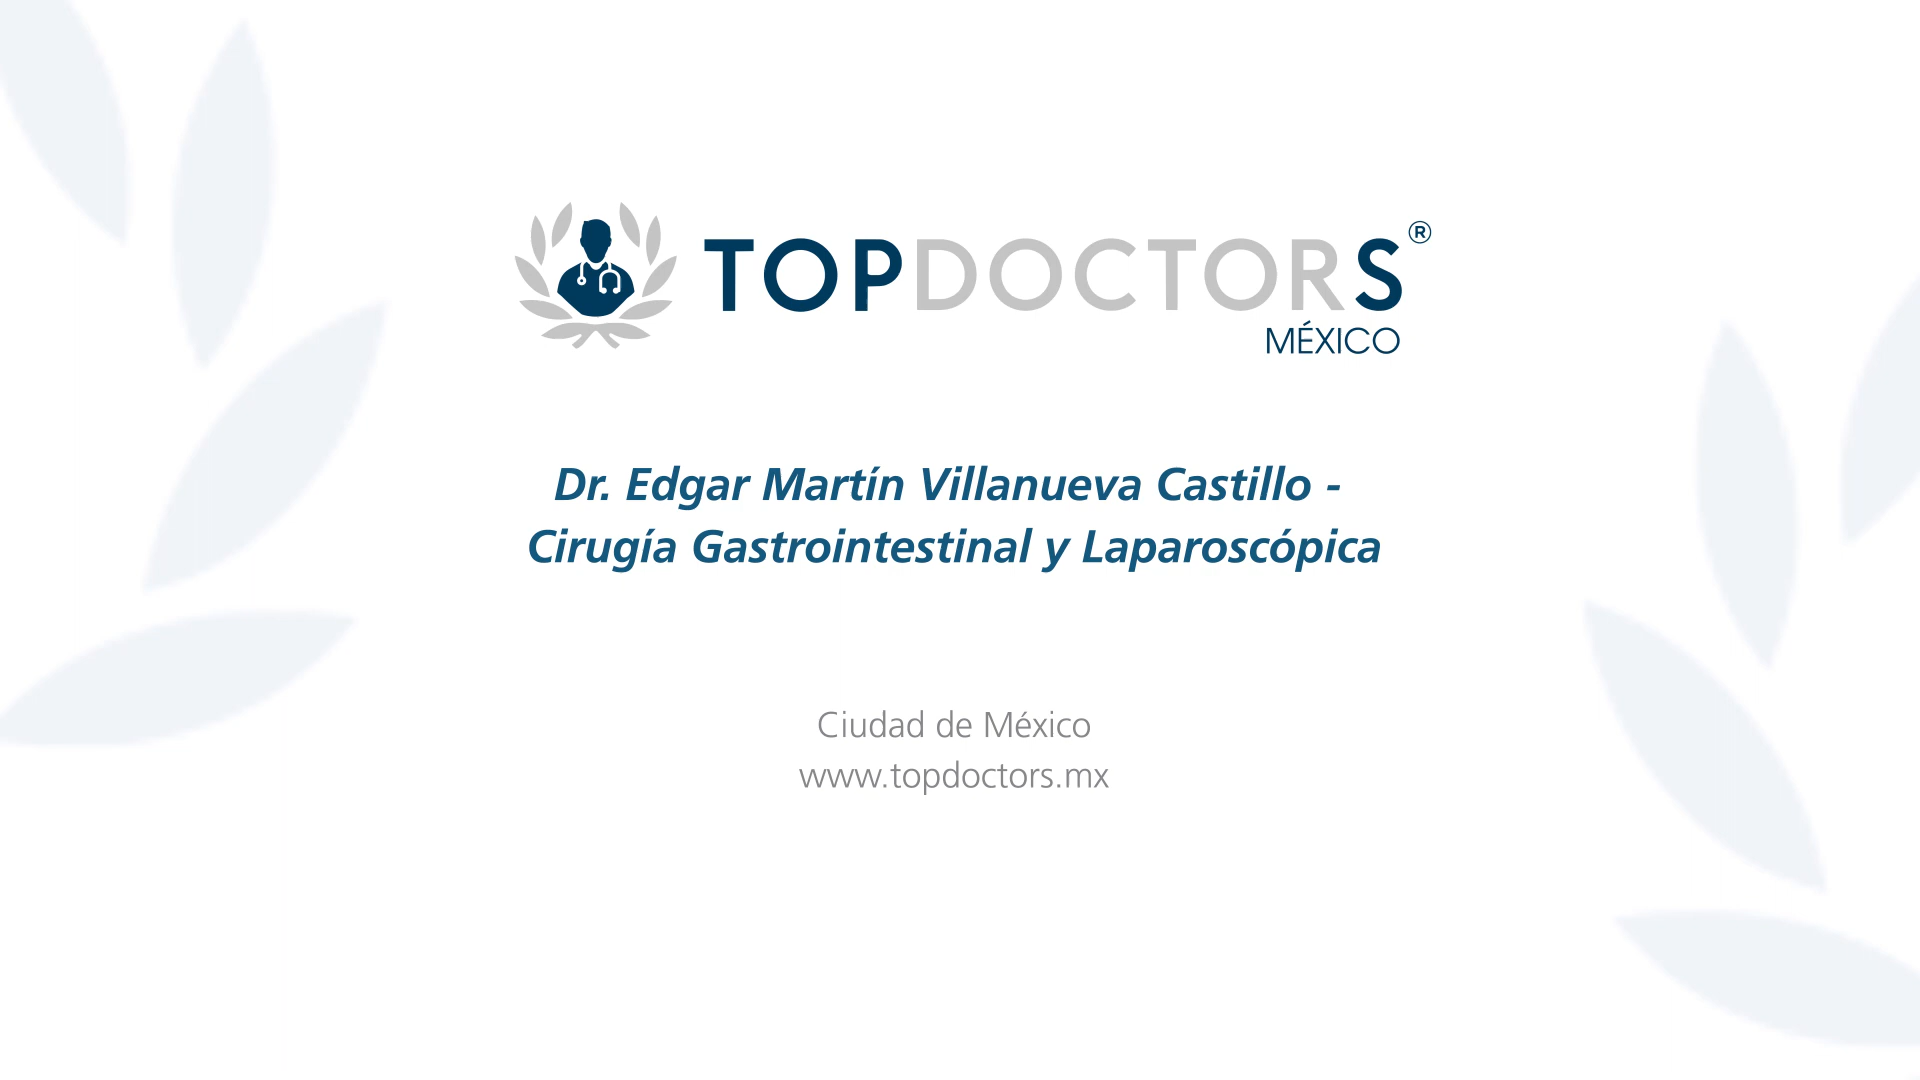 TOPDOCTORS®
MÉXICO
Dr. Edgar Martín Villanueva Castillo -
Cirugía Gastrointestinal y Laparoscópica
Ciudad de México
www.topdoctors.mx